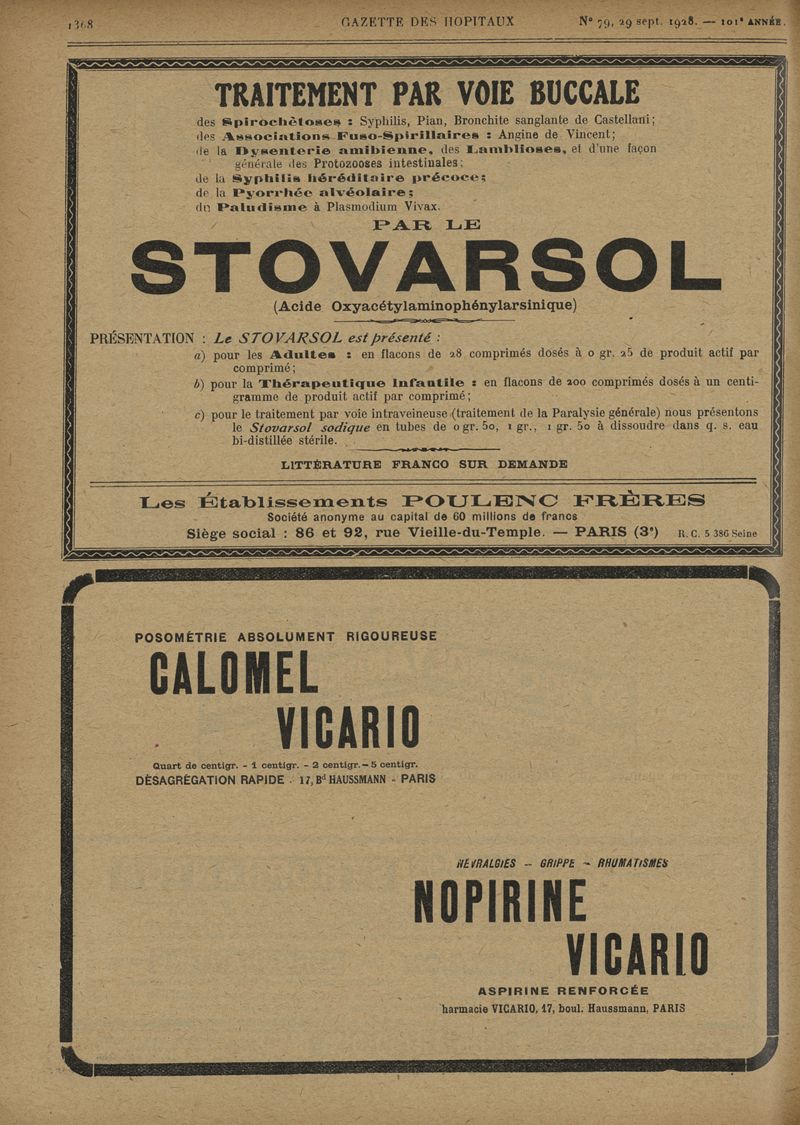 1368 GAZETTE DES HOPITAUX N° 79, 29 sept. 1928. — 101e ANNÉE.
TRAITEMENT PAR VOIE BUCCALE
des Spirochètoses : Syphilis, Pian, Bronchite sanglante de Castellani;
des Associations Fuso-Spirillaires : Angine de Vincent;
de la Dysenterie amibienne, des Lamblioses, et d'une façon
générale des Protozooses intestinales;
de la Syphilis héréditaire précoce;
de la Pyorrhée alvéolaire;
du Paludisme à Plasmodium Vivax.
PAR LE
STOVARSOL
(Acide Oxyacétylaminophénylarsinique)
PRÉSENTATION : Le STOVARSOL est présenté :
a) pour les Adultes : en flacons de 28 comprimés dosés à 0 gr. 25 de produit actif par
comprimé;
b) pour la Thérapeutique Infantile : en flacons de 200 comprimés dosés à un centi-
gramme de produit actif par comprimé;
c) pour le traitement par voie intraveineuse (traitement de la Paralysie générale) nous présentons
le Stovarsol sodique en tubes de 0 gr. 50, 1 gr., 1 gr. 50 à dissoudre dans q. s. eau
bi-distillée stérile.
LITTÉRATURE FRANCO SUR DEMANDE
Les Établissements POULENC FRÈRES
Société anonyme au capital de 60 millions de francs
Siège social : 86 et 92, rue Vieille-du-Temple. — PARIS (3e) R. C. 5 386 Seine
POSOMÉTRIE ABSOLUMENT RIGOUREUSE
CALOMEL
VICARIO
Quart de centigr. - 1 centigr. - 2 centigr. - 5 centigr.
DÉSAGRÉGATION RAPIDE . 17, Bd HAUSSMANN - PARIS
NÉVRALGIES — GRIPPE — RHUMATISMES
NOPIRINE
VICARIO
ASPIRINE RENFORCÉE
harmacie VICARIO, 17, boul. Haussmann, PARIS